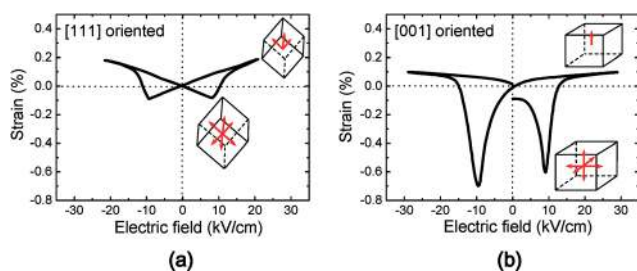 [111] oriented
0.4
0.2
0.0
-0.2
-0.4
-0.6
0.8
Strain (%)
-30 -20 -10 0 10 20 30
Electric field (kV/cm)
(a)
[001] oriented
0.4
0.2
0.0
-0.2
-0.4
-0.6
0.8
Strain (%)
-30 -20 -10 0 10 20 30
Electric field (kV/cm)
(b)